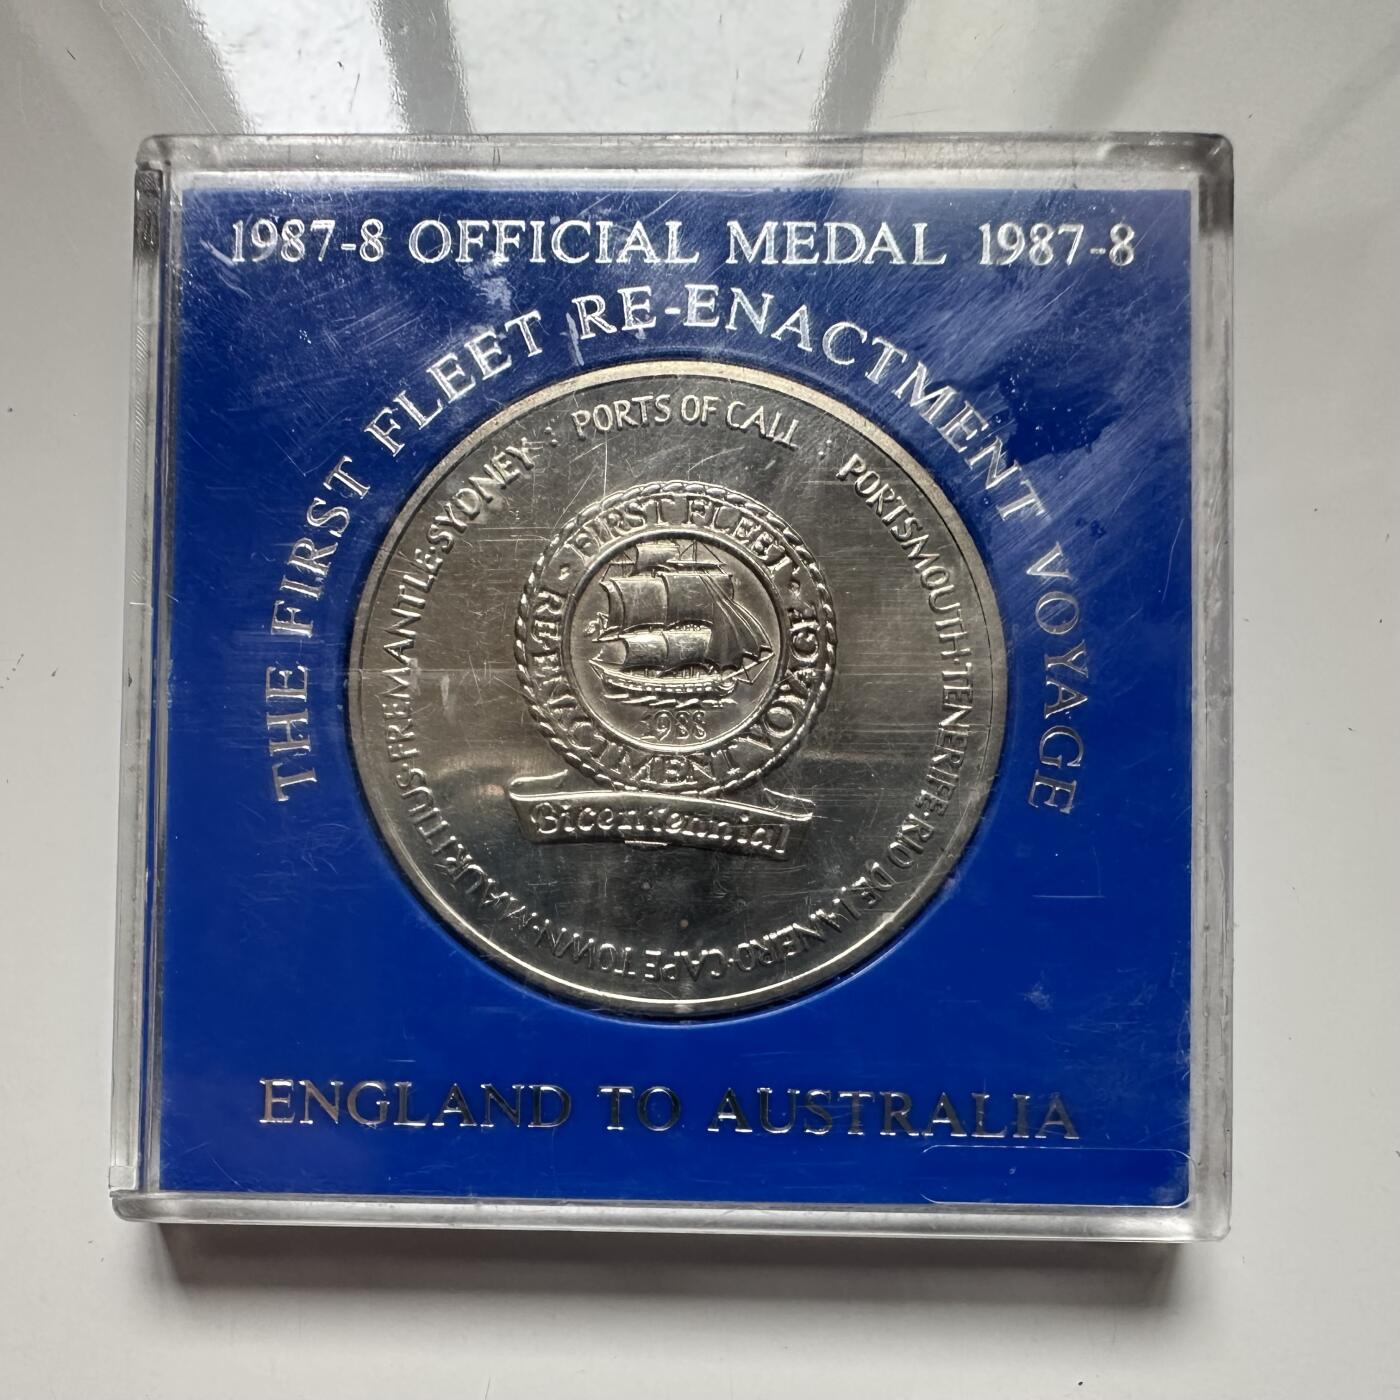 1987-8 OFFICIAL MEDAL 1987-8
THE FIRST FLEET RE-ENACTMENT VOYAGE
PORTS OF CALL
PORTSMOUTH·TENERIFE·RIO DE JANEIRO·CAPE TOWN·MAURITIUS·FREMANTLE·SYDNEY
FIRST FLEET
RE-ENACTMENT VOYAGE
1988
Bicentennial
ENGLAND TO AUSTRALIA